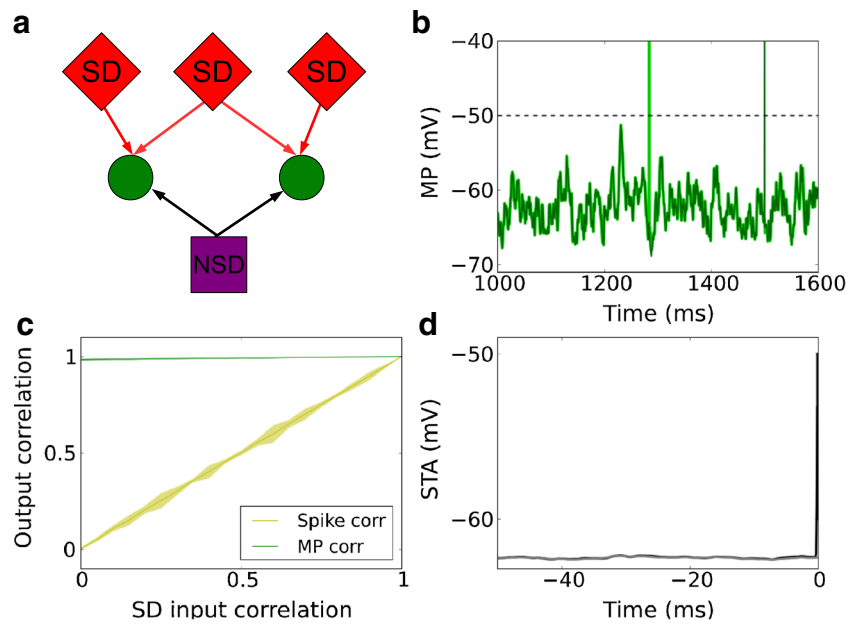 a
SD SD SD
NSD
b
−40
−50
−60
−70
MP (mV)
1000 1200 1400 1600
Time (ms)
c
1
0.5
0
Output correlation
Spike corr
MP corr
0 0.5 1
SD input correlation
d
−50
−60
STA (mV)
−40 −20 0
Time (ms)